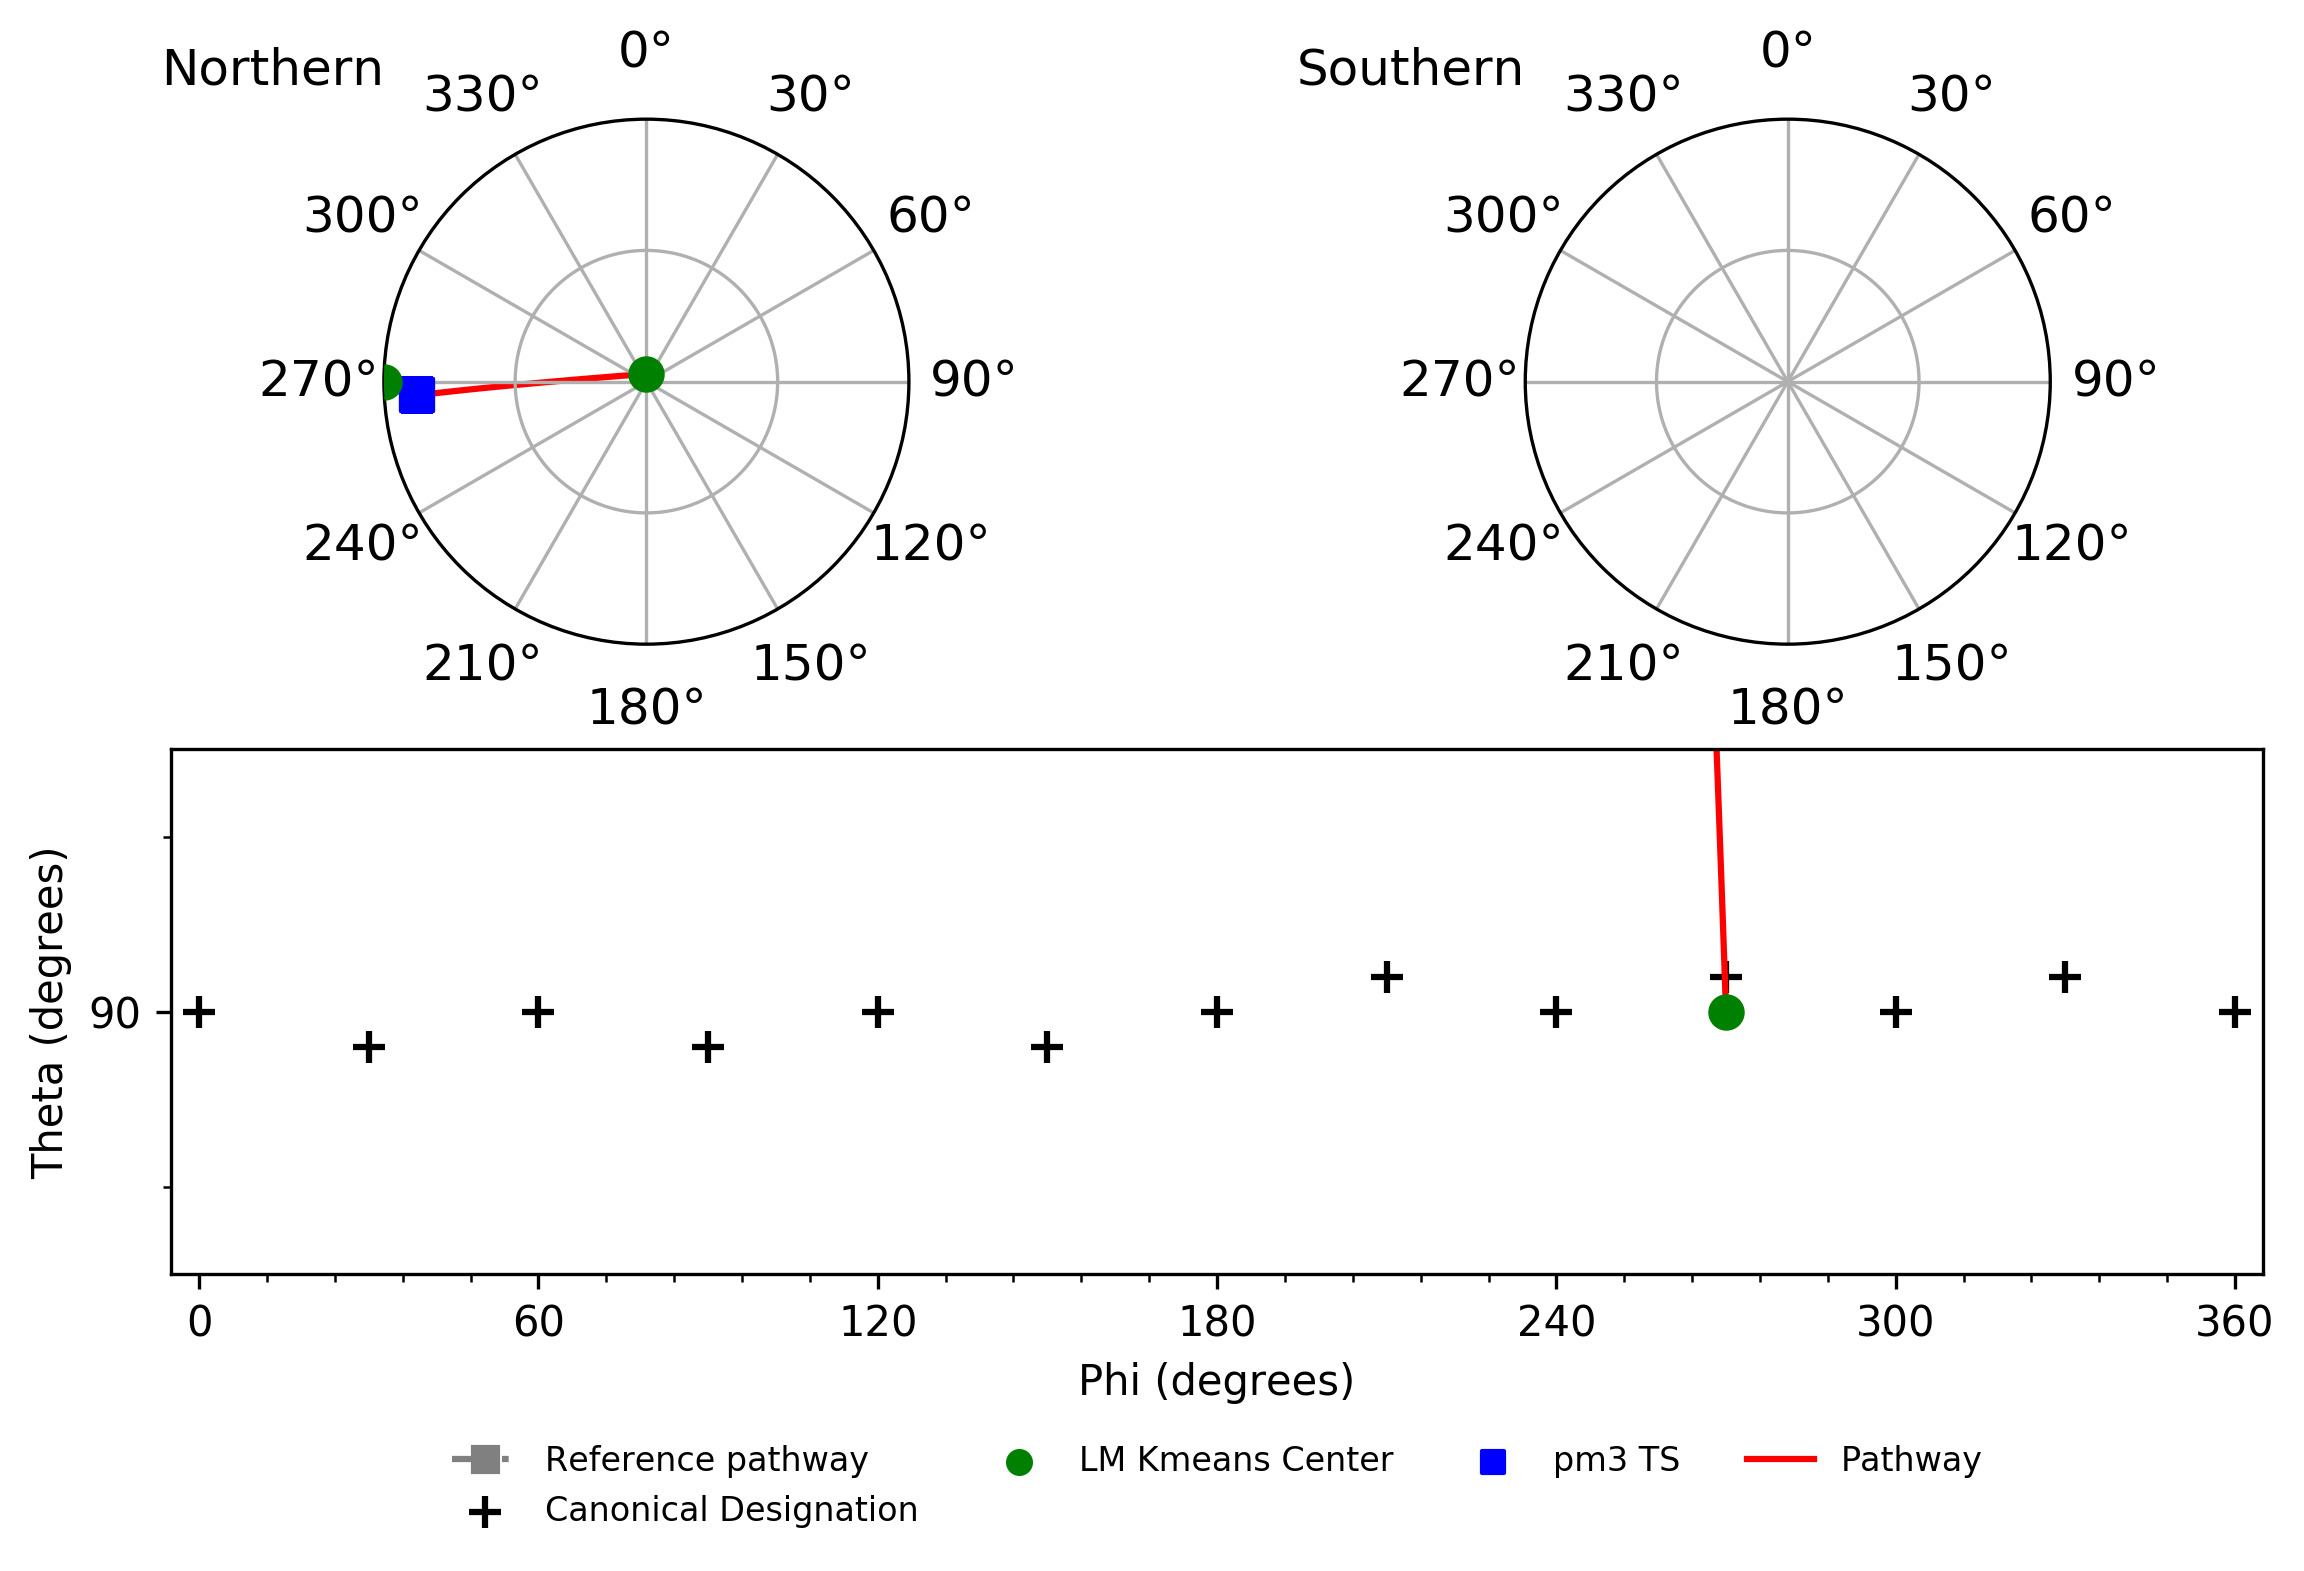 Northern
0°
330°
30°
300°
60°
270°
90°
240°
120°
210°
150°
180°
Southern
0°
330°
30°
300°
60°
270°
90°
240°
120°
210°
150°
180°
Theta (degrees)
90
0 60 120 180 240 300 360
Phi (degrees)
Reference pathway
Canonical Designation
LM Kmeans Center
pm3 TS
Pathway